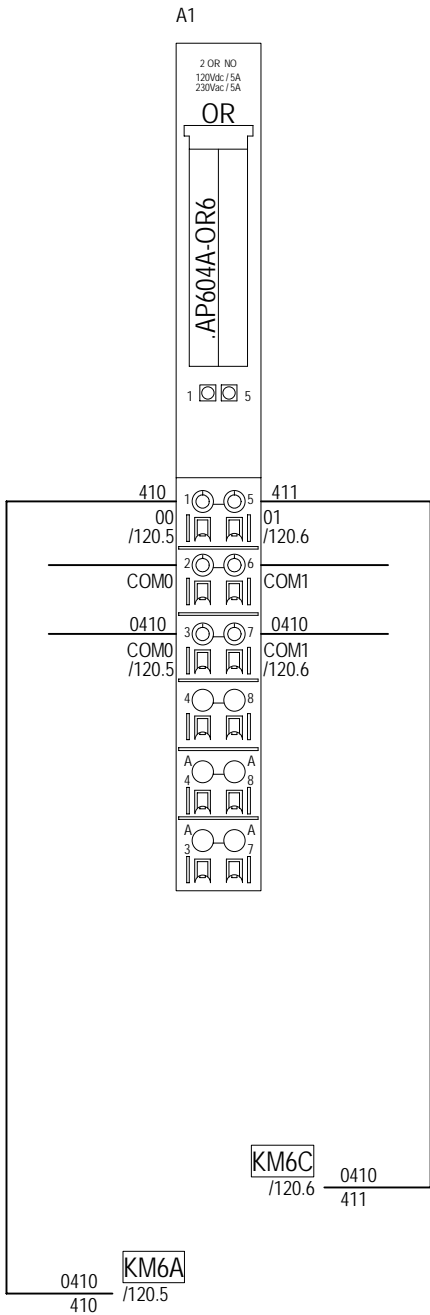 A1
2 OR NO
120Vdc / 5A
230Vac / 5A
OR
.AP604A-OR6
1 5
410 1 5 411
00 01
/120.5 /120.6
2 6
COM0 COM1
0410 3 7 0410
COM0 COM1
/120.5 /120.6
4 8
A A
4 8
A A
3 7
KM6C 0410
/120.6 411
KM6A
0410 /120.5
410